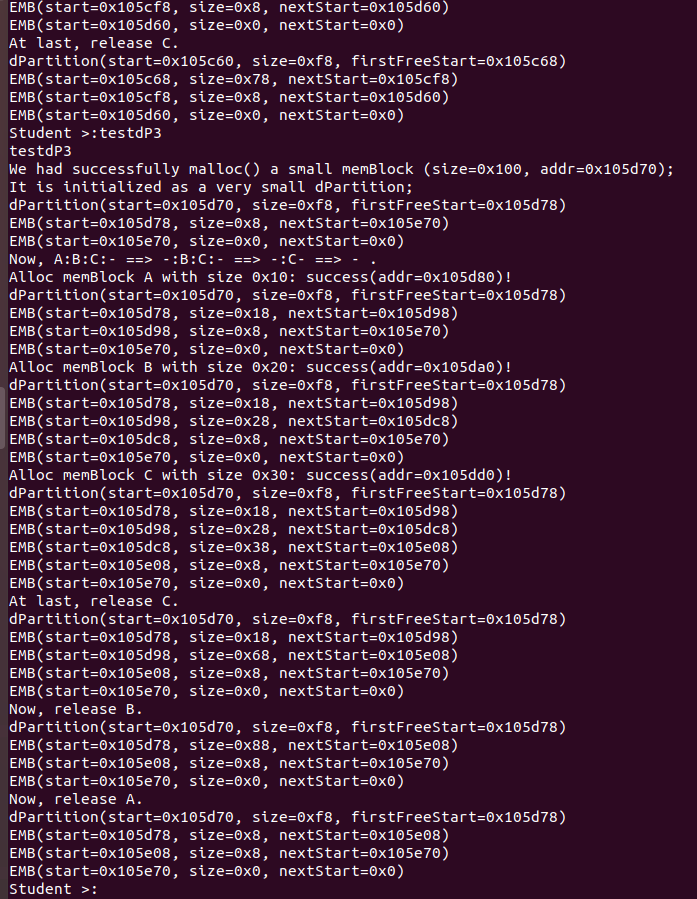 EMB(start=0x105cf8, size=0x8, nextStart=0x105d60)
EMB(start=0x105d60, size=0x0, nextStart=0x0)
At last, release C.
dPartition(start=0x105c60, size=0xf8, firstFreeStart=0x105c68)
EMB(start=0x105c68, size=0x78, nextStart=0x105cf8)
EMB(start=0x105cf8, size=0x8, nextStart=0x105d60)
EMB(start=0x105d60, size=0x0, nextStart=0x0)
Student >:testdP3
testdP3
We had successfully malloc() a small memBlock (size=0x100, addr=0x105d70);
It is initialized as a very small dPartition;
dPartition(start=0x105d70, size=0xf8, firstFreeStart=0x105d78)
EMB(start=0x105d78, size=0x8, nextStart=0x105e70)
EMB(start=0x105e70, size=0x0, nextStart=0x0)
Now, A:B:C:- ==> -:B:C:- ==> -:C- ==> - .
Alloc memBlock A with size 0x10: success(addr=0x105d80)!
dPartition(start=0x105d70, size=0xf8, firstFreeStart=0x105d78)
EMB(start=0x105d78, size=0x18, nextStart=0x105d98)
EMB(start=0x105d98, size=0x8, nextStart=0x105e70)
EMB(start=0x105e70, size=0x0, nextStart=0x0)
Alloc memBlock B with size 0x20: success(addr=0x105da0)!
dPartition(start=0x105d70, size=0xf8, firstFreeStart=0x105d78)
EMB(start=0x105d78, size=0x18, nextStart=0x105d98)
EMB(start=0x105d98, size=0x28, nextStart=0x105dc8)
EMB(start=0x105dc8, size=0x8, nextStart=0x105e70)
EMB(start=0x105e70, size=0x0, nextStart=0x0)
Alloc memBlock C with size 0x30: success(addr=0x105dd0)!
dPartition(start=0x105d70, size=0xf8, firstFreeStart=0x105d78)
EMB(start=0x105d78, size=0x18, nextStart=0x105d98)
EMB(start=0x105d98, size=0x28, nextStart=0x105dc8)
EMB(start=0x105dc8, size=0x38, nextStart=0x105e08)
EMB(start=0x105e08, size=0x8, nextStart=0x105e70)
EMB(start=0x105e70, size=0x0, nextStart=0x0)
At last, release C.
dPartition(start=0x105d70, size=0xf8, firstFreeStart=0x105d78)
EMB(start=0x105d78, size=0x18, nextStart=0x105d98)
EMB(start=0x105d98, size=0x68, nextStart=0x105e08)
EMB(start=0x105e08, size=0x8, nextStart=0x105e70)
EMB(start=0x105e70, size=0x0, nextStart=0x0)
Now, release B.
dPartition(start=0x105d70, size=0xf8, firstFreeStart=0x105d78)
EMB(start=0x105d78, size=0x88, nextStart=0x105e08)
EMB(start=0x105e08, size=0x8, nextStart=0x105e70)
EMB(start=0x105e70, size=0x0, nextStart=0x0)
Now, release A.
dPartition(start=0x105d70, size=0xf8, firstFreeStart=0x105d78)
EMB(start=0x105d78, size=0x8, nextStart=0x105e08)
EMB(start=0x105e08, size=0x8, nextStart=0x105e70)
EMB(start=0x105e70, size=0x0, nextStart=0x0)
Student >: